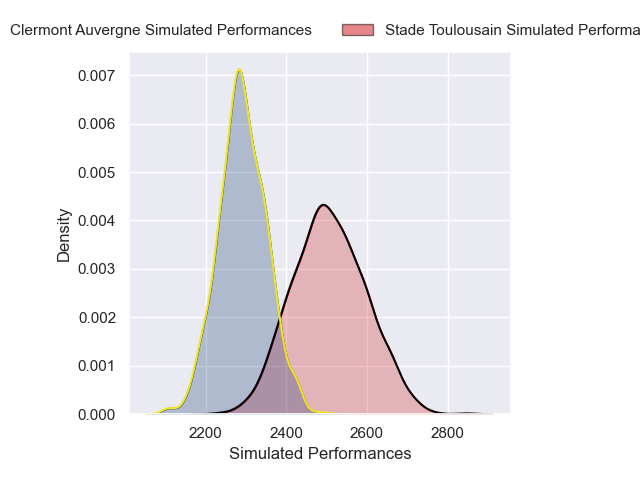 Clermont Auvergne Simulated Performances Stade Toulousain Simulated Performa
0.007
0.006
0.005
0.004
0.003
0.002
0.001
0.000
Density
2200 2400 2600 2800
Simulated Performances